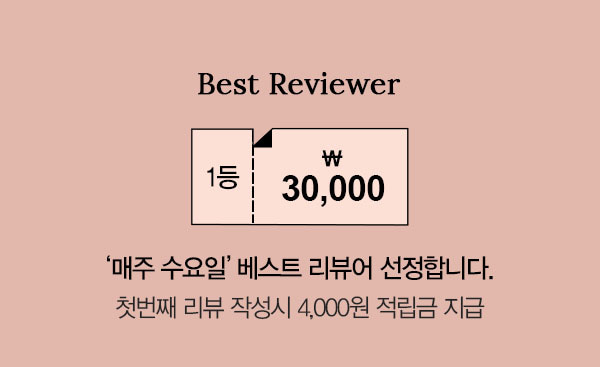 Best Reviewer
1등
₩
30,000
‘매주 수요일’ 베스트 리뷰어 선정합니다.
첫번째 리뷰 작성시 4,000원 적립금 지급